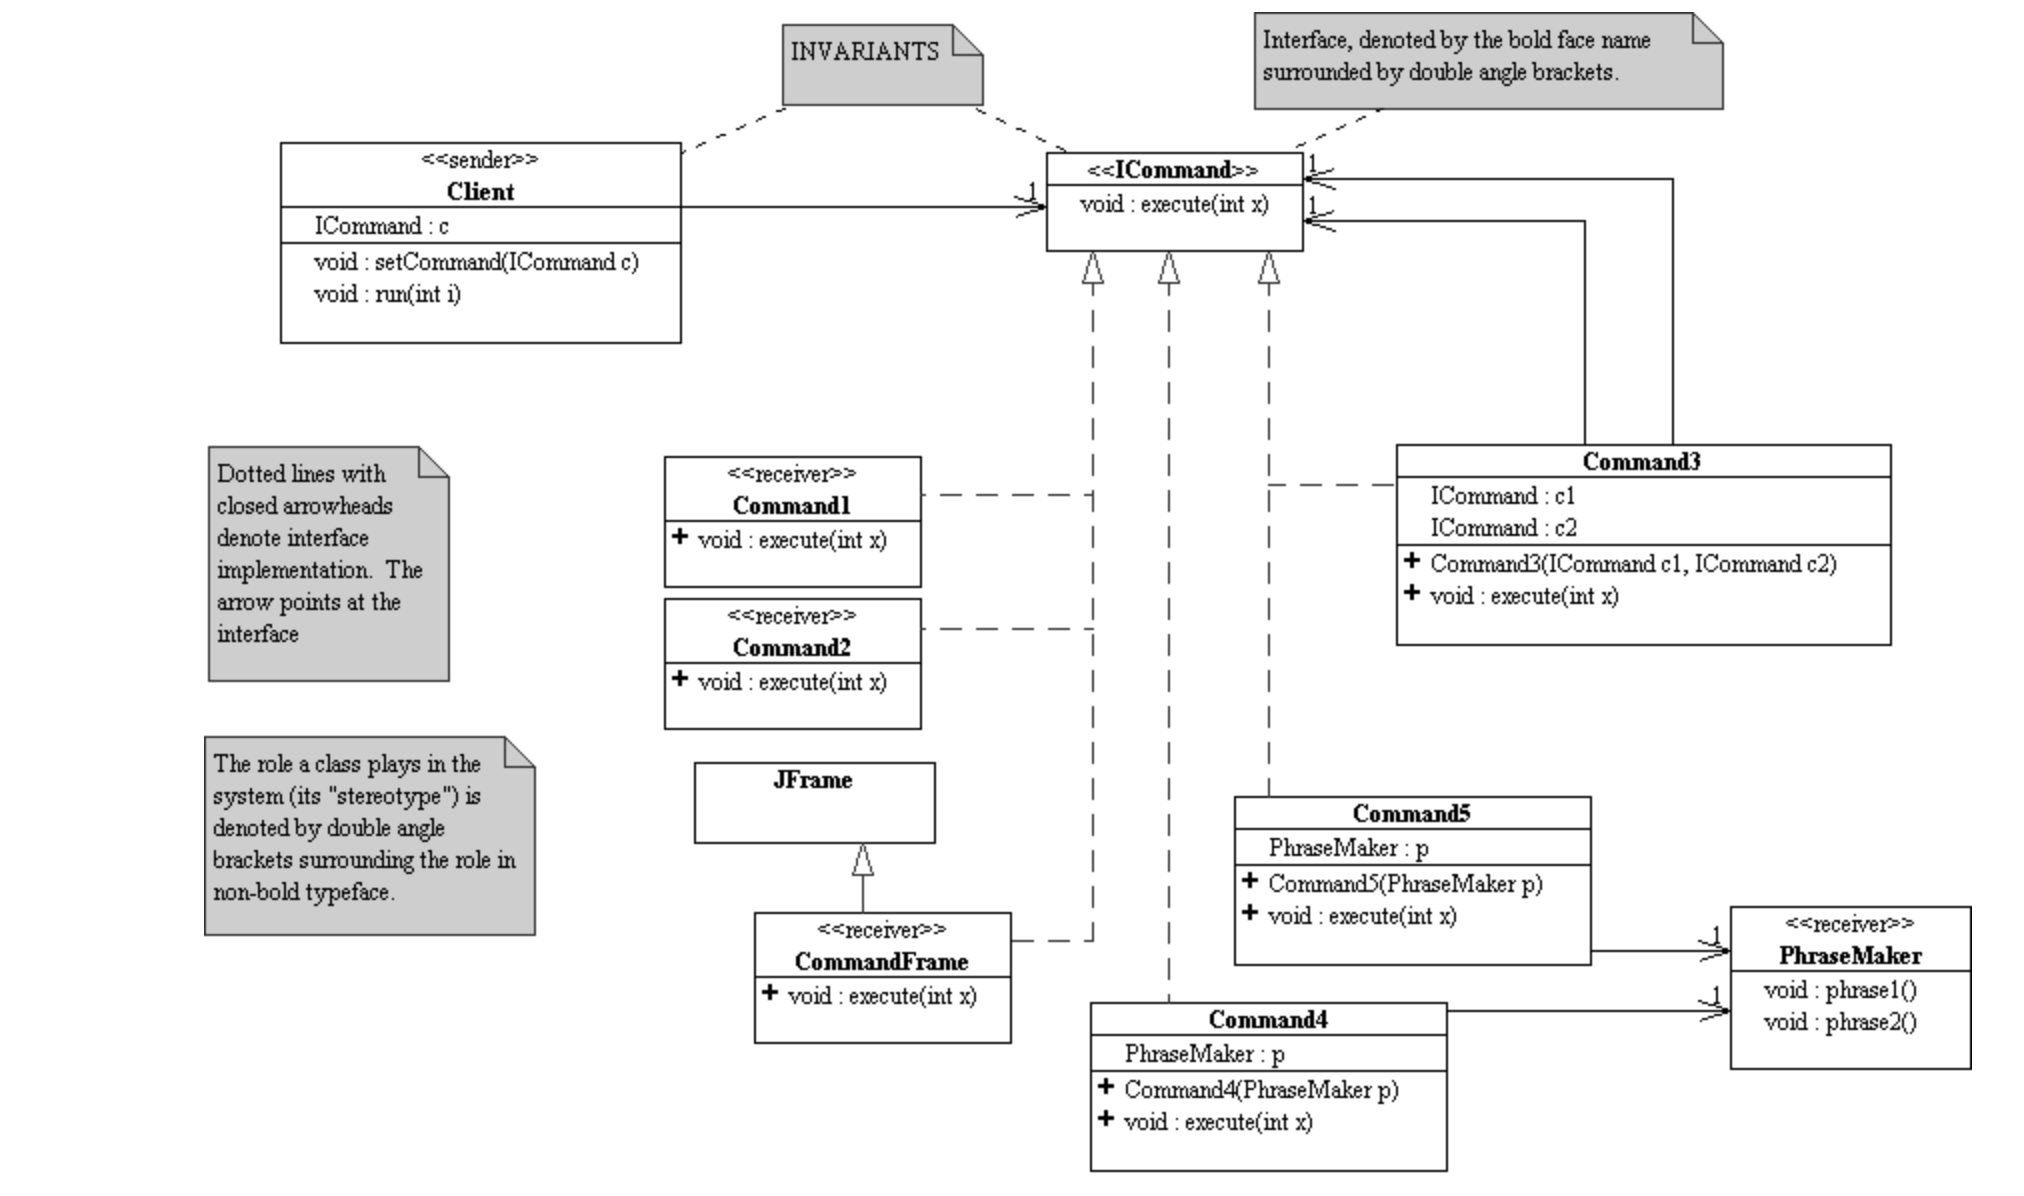 INVARIANTS
Interface, denoted by the bold face name
surrounded by double angle brackets.
<<sender>>
Client
ICommand : c
void : setCommand(ICommand c)
void : run(int i)
1
<<ICommand>>
void : execute(int x)
1
1
Dotted lines with
closed arrowheads
denote interface
implementation.  The
arrow points at the
interface
<<receiver>>
Command1
+ void : execute(int x)
<<receiver>>
Command2
+ void : execute(int x)
Command3
ICommand : c1
ICommand : c2
+ Command3(ICommand c1, ICommand c2)
+ void : execute(int x)
The role a class plays in the
system (its "stereotype") is
denoted by double angle
brackets surrounding the role in
non-bold typeface.
JFrame
<<receiver>>
CommandFrame
+ void : execute(int x)
Command5
PhraseMaker : p
+ Command5(PhraseMaker p)
+ void : execute(int x)
1
1
<<receiver>>
PhraseMaker
void : phrase1()
void : phrase2()
Command4
PhraseMaker : p
+ Command4(PhraseMaker p)
+ void : execute(int x)